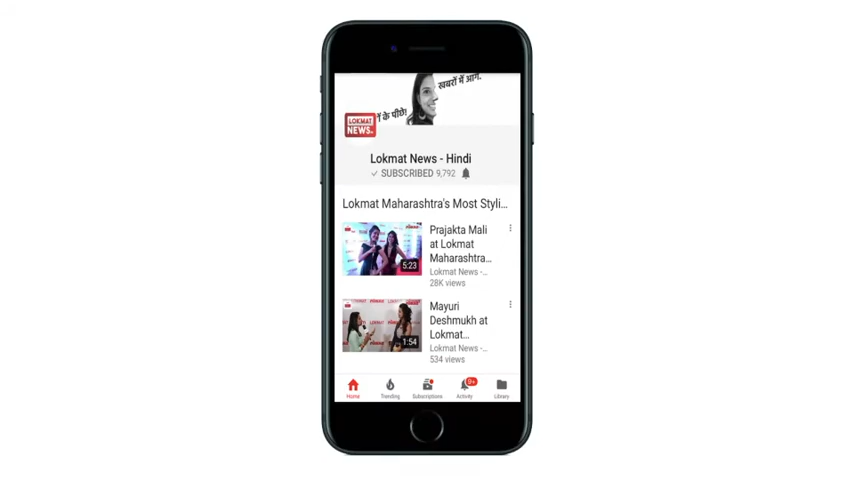 खबरों में आगे.
के पीछे!
LOKMAT
NEWS.
Lokmat News - Hindi
SUBSCRIBED 9,792
Lokmat Maharashtra's Most Styli...
Prajakta Mali
at Lokmat
Maharashtra...
Lokmat News -...
28K views
5:23
Mayuri
Deshmukh at
Lokmat...
Lokmat News -...
534 views
1:54
9+
Home
Trending
Subscriptions
Activity
Library